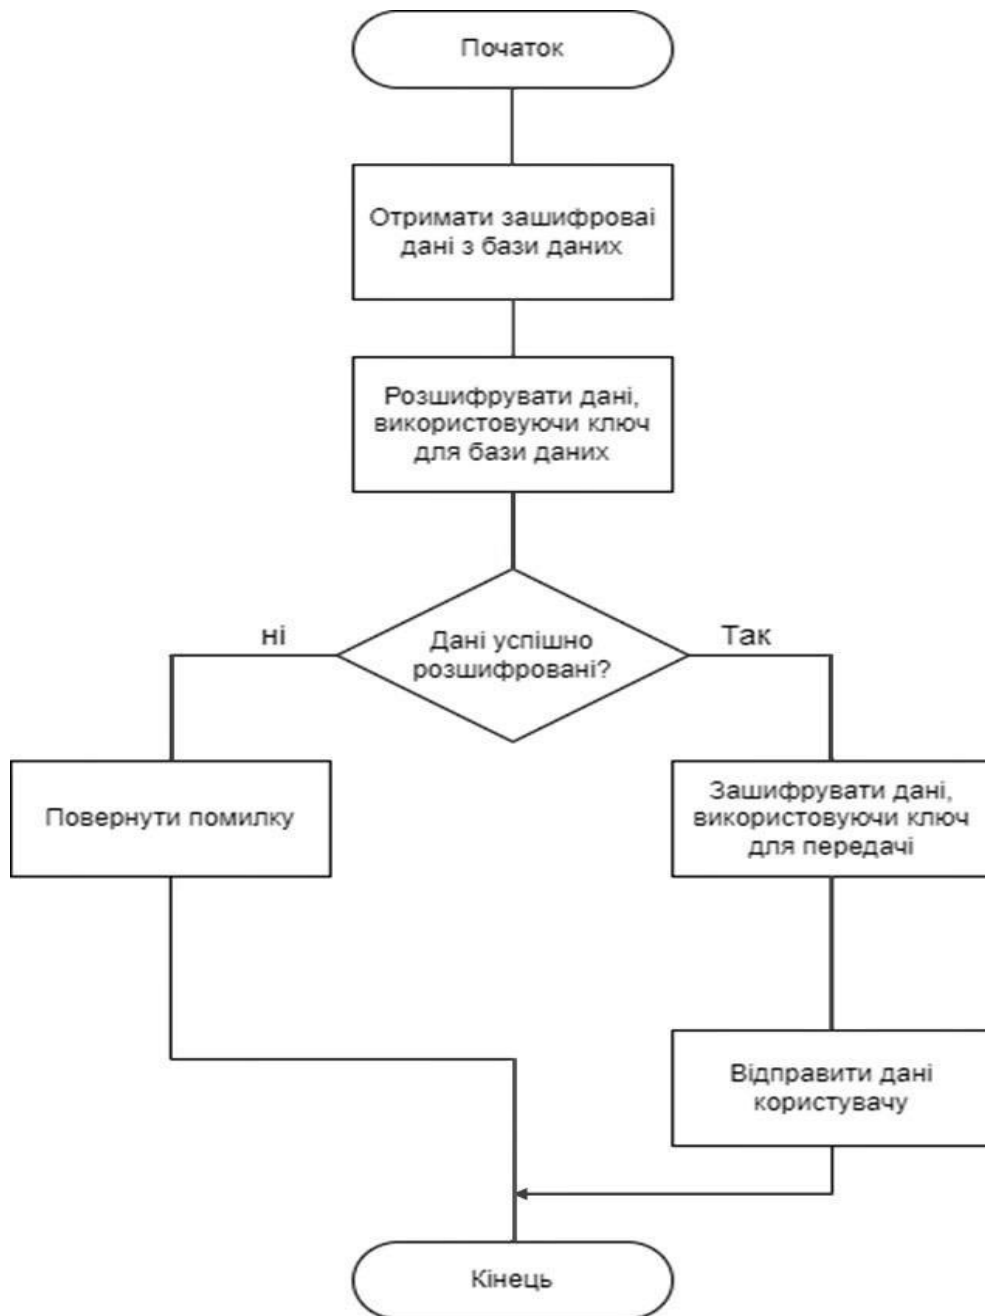 Початок
Отримати зашифроваі
дані з бази даних
Розшифрувати дані,
використовуючи ключ
для бази даних
Дані успішно
розшифровані?
ні
Так
Повернути помилку
Зашифрувати дані,
використовуючи ключ
для передачі
Відправити дані
користувачу
Кінець